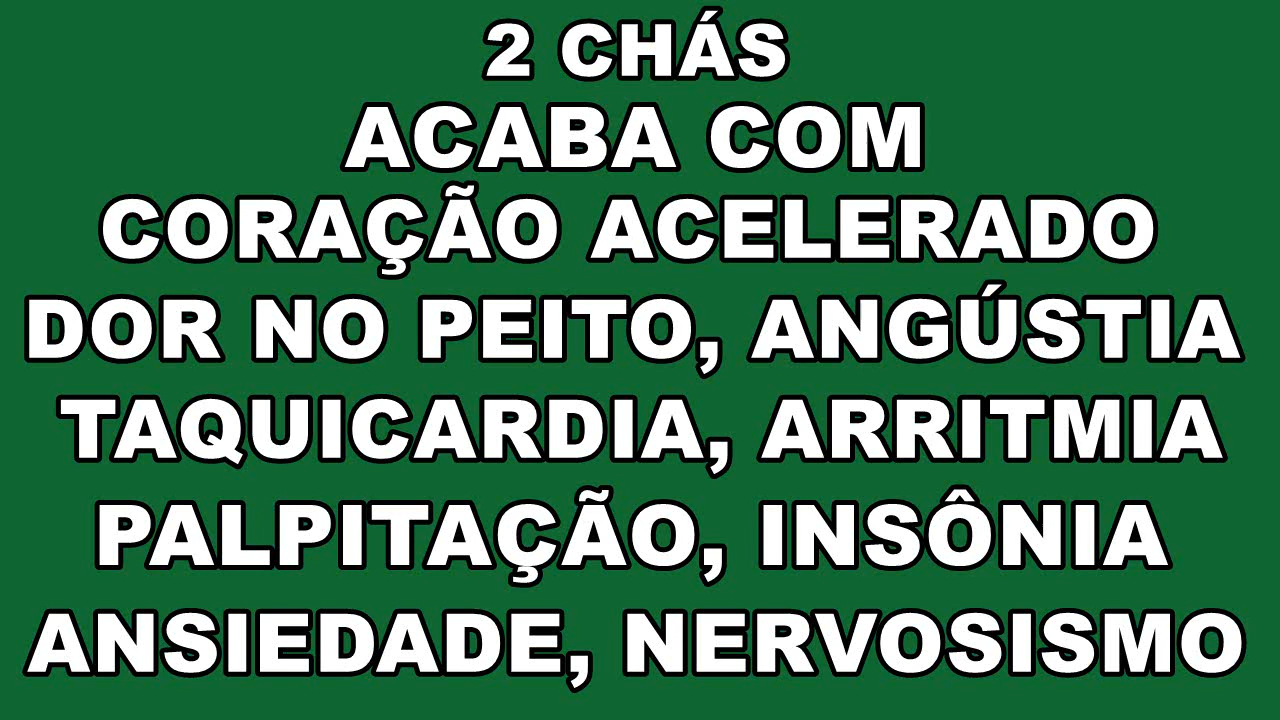 2 CHÁS
ACABA COM
CORAÇÃO ACELERADO
DOR NO PEITO, ANGÚSTIA
TAQUICARDIA, ARRITMIA
PALPITAÇÃO, INSÔNIA
ANSIEDADE, NERVOSISMO